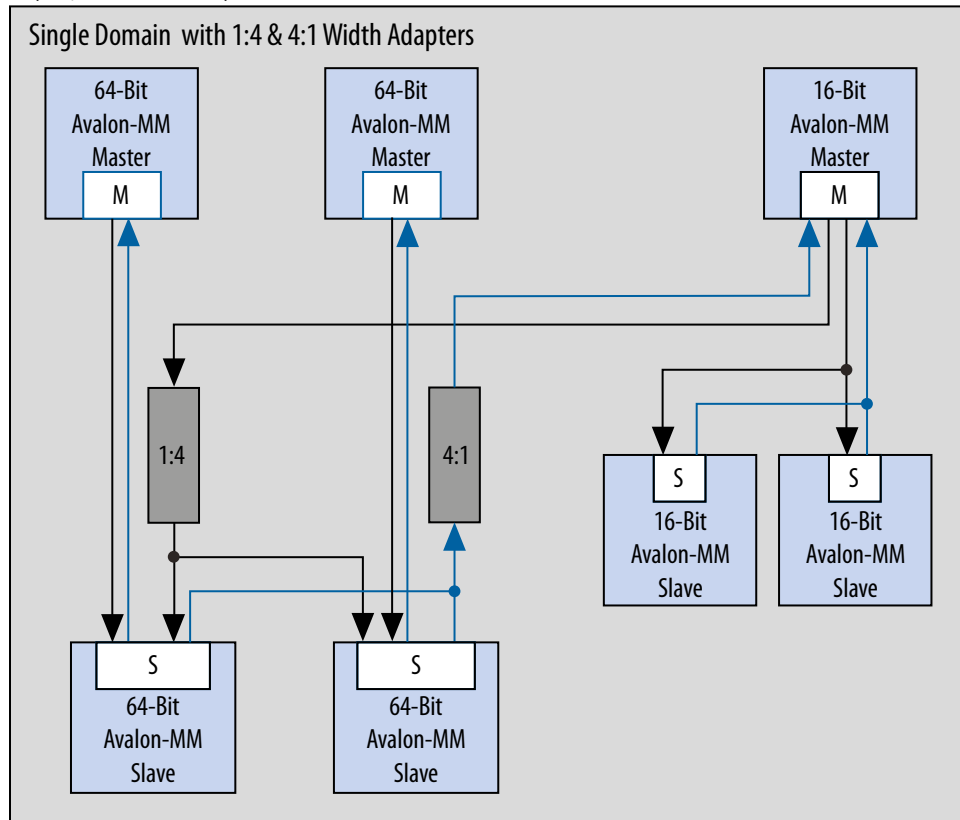 Single Domain with 1:4 & 4:1 Width Adapters
64-Bit
Avalon-MM
Master
M
64-Bit
Avalon-MM
Master
M
16-Bit
Avalon-MM
Master
M
1:4
4:1
S
16-Bit
Avalon-MM
Slave
S
16-Bit
Avalon-MM
Slave
S
64-Bit
Avalon-MM
Slave
S
64-Bit
Avalon-MM
Slave